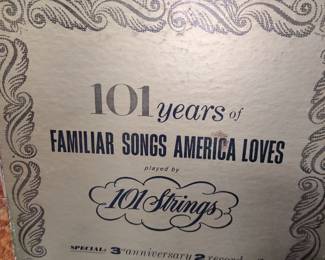 101 years of
FAMILIAR SONGS AMERICA LOVES
played by
101 Strings
SPECIAL: 3rd anniversary 2 record